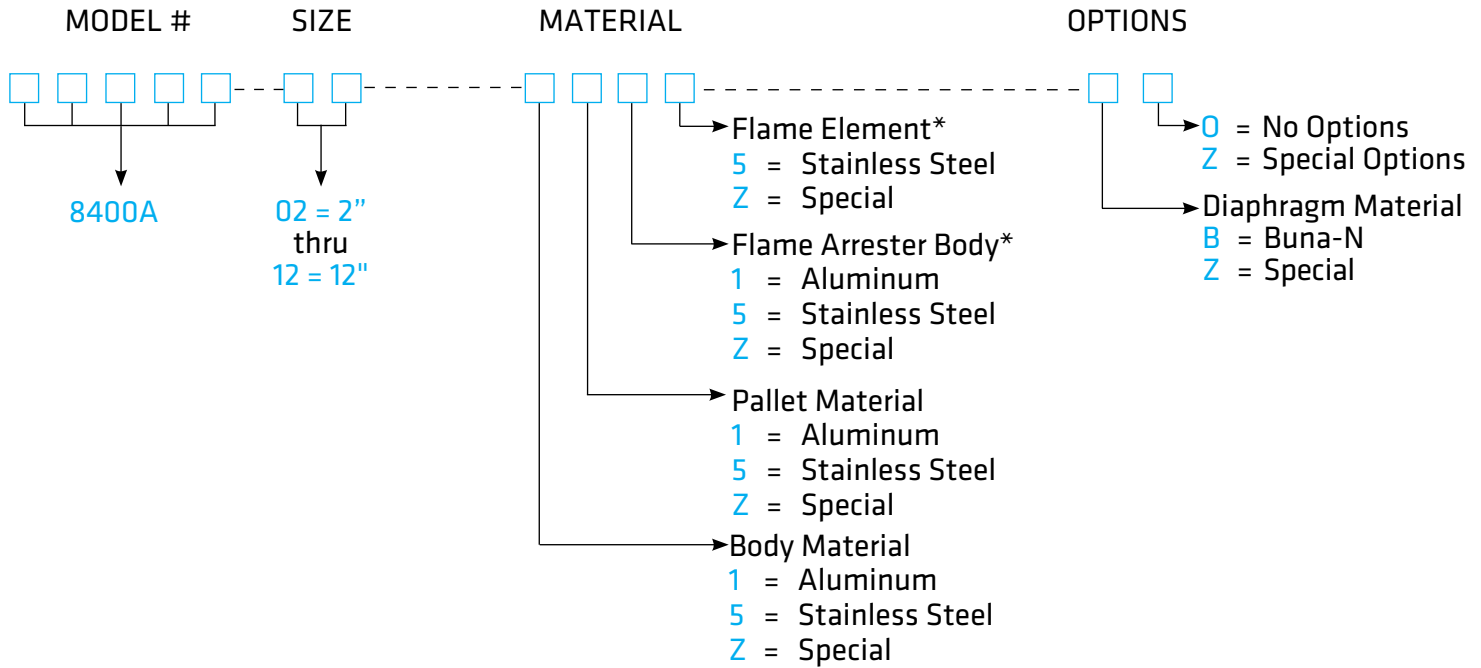 MODEL # SIZE MATERIAL OPTIONS
8400A
02 = 2”
thru
12 = 12"
Flame Element*
5 = Stainless Steel
Z = Special
Flame Arrester Body*
1 = Aluminum
5 = Stainless Steel
Z = Special
Pallet Material
1 = Aluminum
5 = Stainless Steel
Z = Special
Body Material
1 = Aluminum
5 = Stainless Steel
Z = Special
O = No Options
Z = Special Options
Diaphragm Material
B = Buna-N
Z = Special